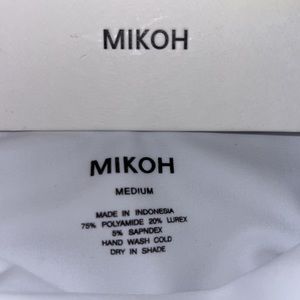 MIKOH
MIKOH
MEDIUM
MADE IN INDONESIA
75% POLYAMIDE 20% LUREX
5% SAPNDEX
HAND WASH COLD
DRY IN SHADE